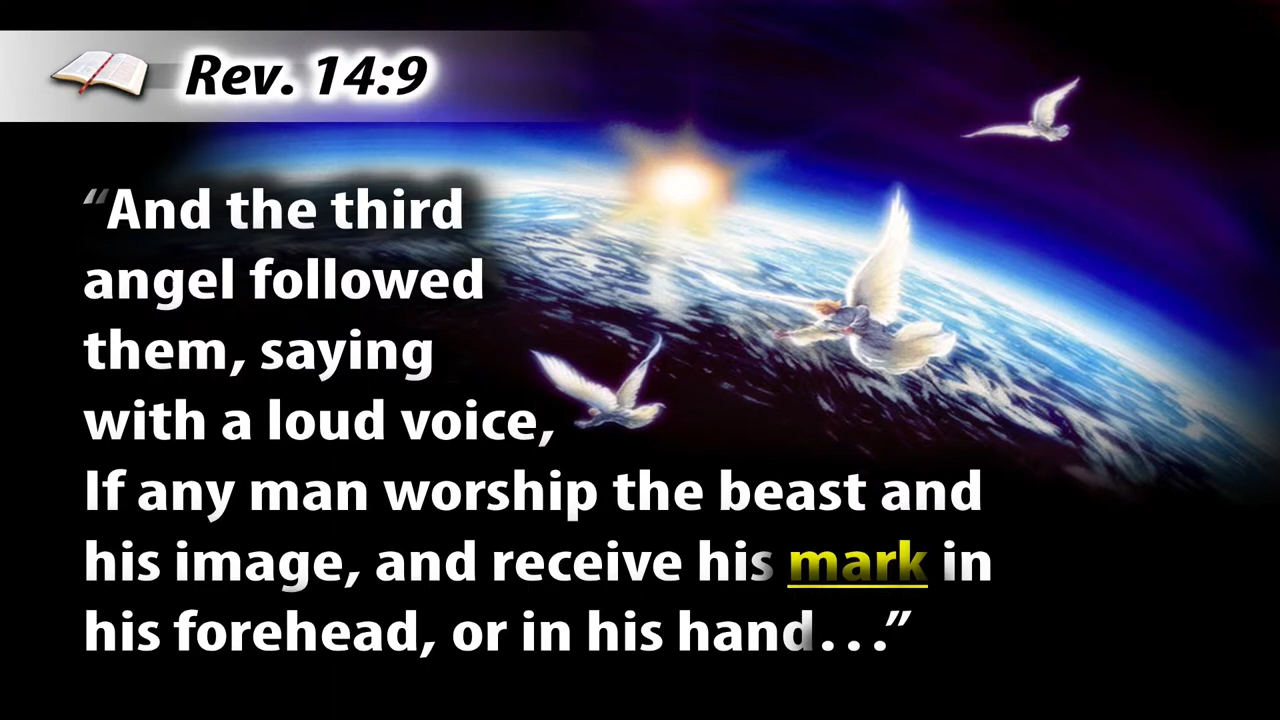 Rev. 14:9
“And the third
angel followed
them, saying
with a loud voice,
If any man worship the beast and
his image, and receive his mark in
his forehead, or in his hand...”